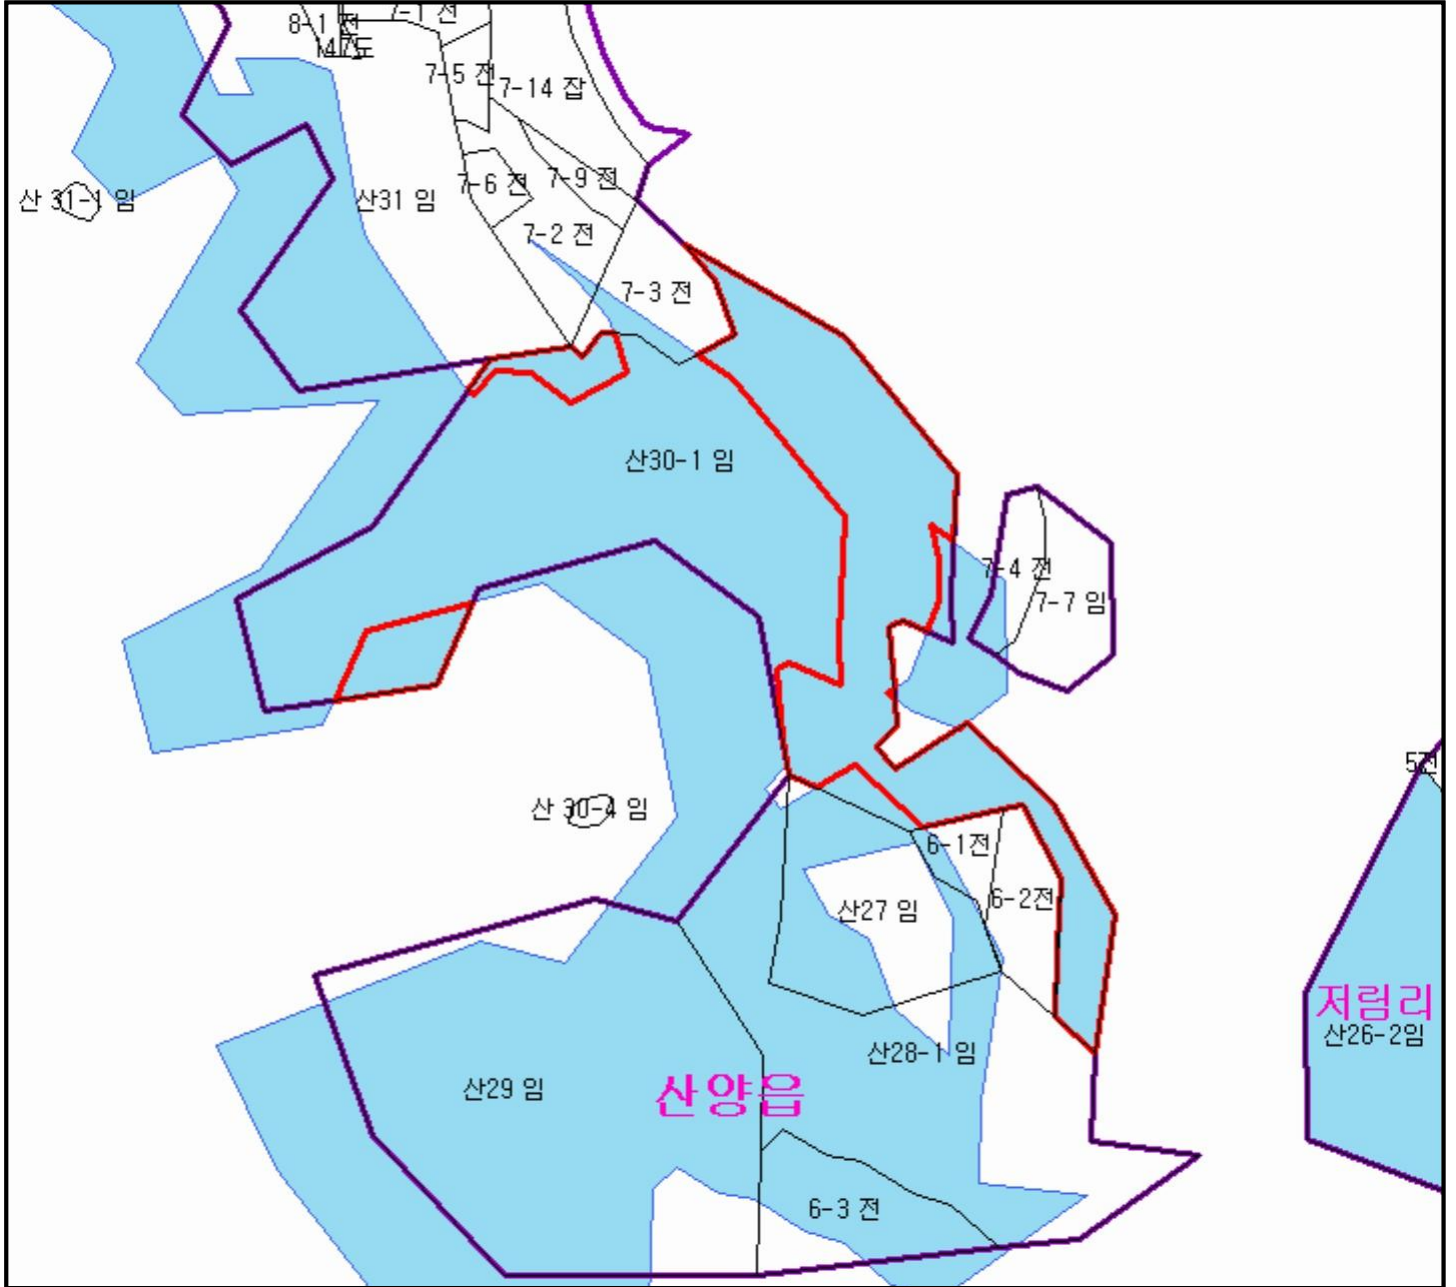 8-1 전
7-1 전
7-5 전
7-14 잡
산 31-1 임
산31 임
7-6 전
7-9 전
7-2 전
7-3 전
산30-1 임
7-4 전
7-7 임
5전
산 30-4 임
6-1전
산27 임
6-2전
저림리
산26-2임
산28-1 임
산29 임
산양읍
6-3 전